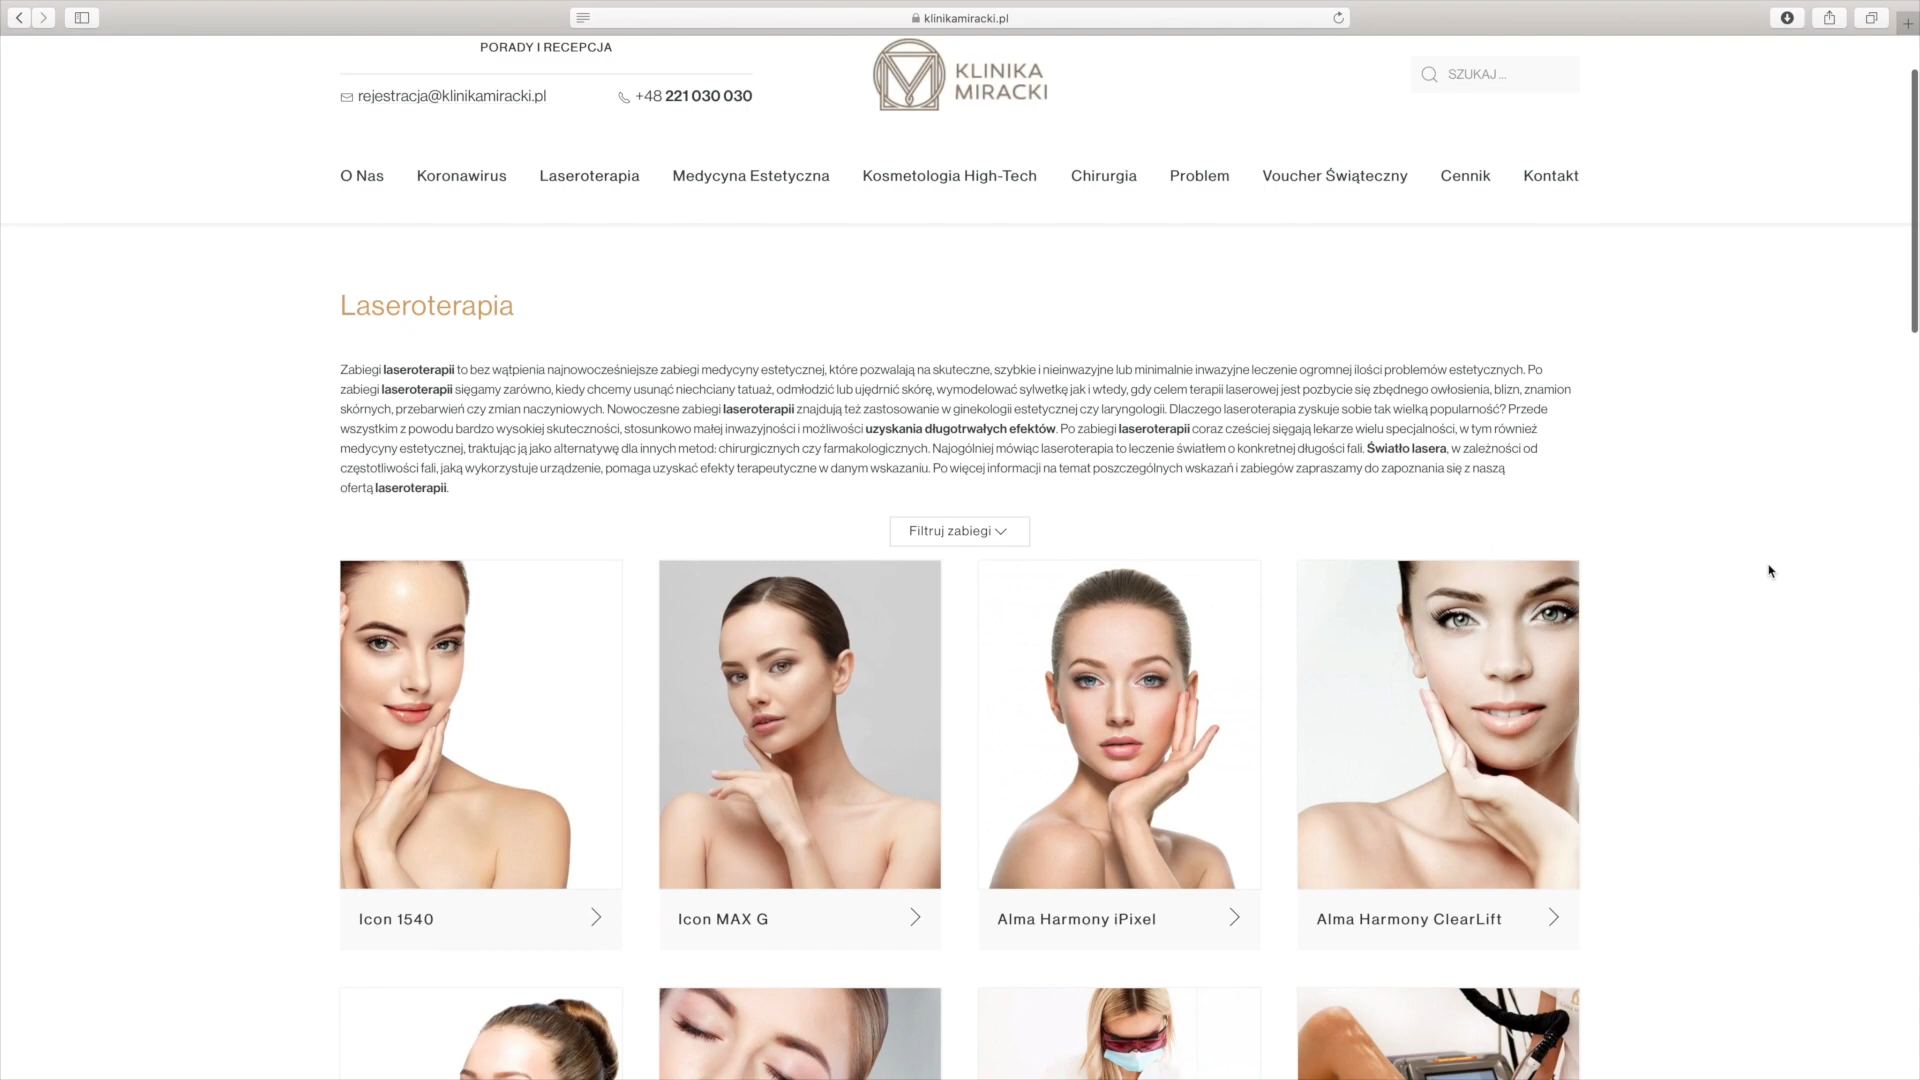 klinikamiracki.pl
PORADY I RECEPCJA
rejestracja@klinikamiracki.pl
+48 221 030 030
KLINIKA
MIRACKI
SZUKAJ ...
O Nas Koronawirus Laseroterapia Medycyna Estetyczna Kosmetologia High-Tech Chirurgia Problem Voucher Świąteczny Cennik Kontakt
Laseroterapia
Zabiegi laseroterapii to bez wątpienia najnowocześniejsze zabiegi medycyny estetycznej, które pozwalają na skuteczne, szybkie i nieinwazyjne lub minimalnie inwazyjne leczenie ogromnej ilości problemów estetycznych. Po
zabiegi laseroterapii sięgamy zarówno, kiedy chcemy usunąć niechciany tatuaż, odmłodzić lub ujędrnić skórę, wymodelować sylwetkę jak i wtedy, gdy celem terapii laserowej jest pozbycie się zbędnego owłosienia, blizn, znamion
skórnych, przebarwień czy zmian naczyniowych. Nowoczesne zabiegi laseroterapii znajdują też zastosowanie w ginekologii estetycznej czy laryngologii. Dlaczego laseroterapia zyskuje sobie tak wielką popularność? Przede
wszystkim z powodu bardzo wysokiej skuteczności, stosunkowo małej inwazyjności i możliwości uzyskania długotrwałych efektów. Po zabiegi laseroterapii coraz cześciej sięgają lekarze wielu specjalności, w tym również
medycyny estetycznej, traktując ją jako alternatywę dla innych metod: chirurgicznych czy farmakologicznych. Najogólniej mówiąc laseroterapia to leczenie światłem o konkretnej długości fali. Światło lasera, w zależności od
częstotliwości fali, jaką wykorzystuje urządzenie, pomaga uzyskać efekty terapeutyczne w danym wskazaniu. Po więcej informacji na temat poszczególnych wskazań i zabiegów zapraszamy do zapoznania się z naszą
ofertą laseroterapii.
Filtruj zabiegi
Icon 1540
Icon MAX G
Alma Harmony iPixel
Alma Harmony ClearLift